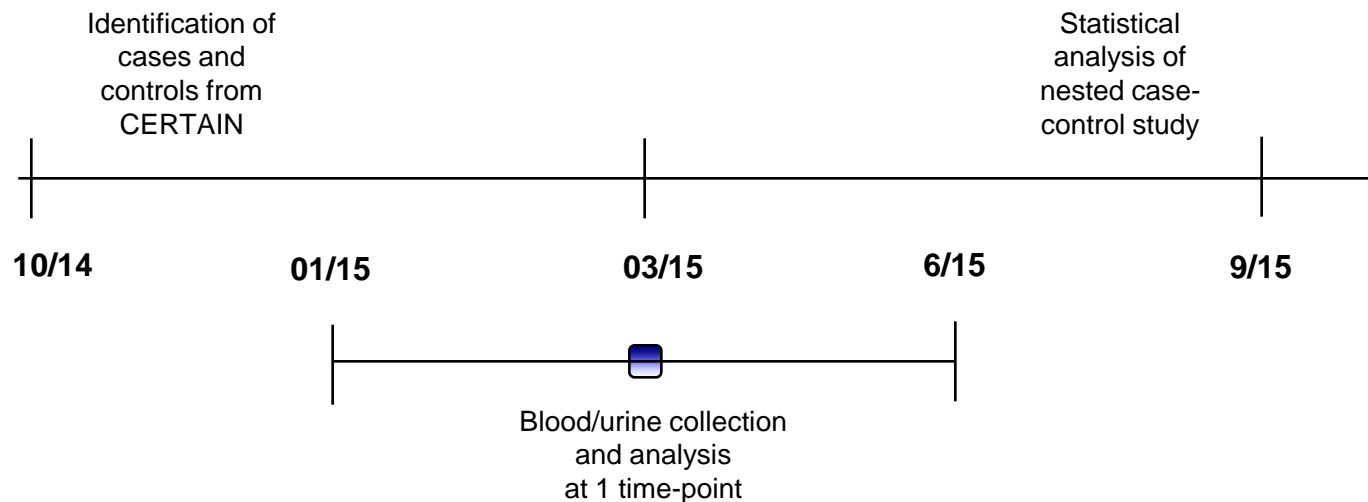 Identification of
cases and
controls from
CERTAIN
Statistical
analysis of
nested case-
control study
10/14
01/15
03/15
6/15
9/15
Blood/urine collection
and analysis
at 1 time-point